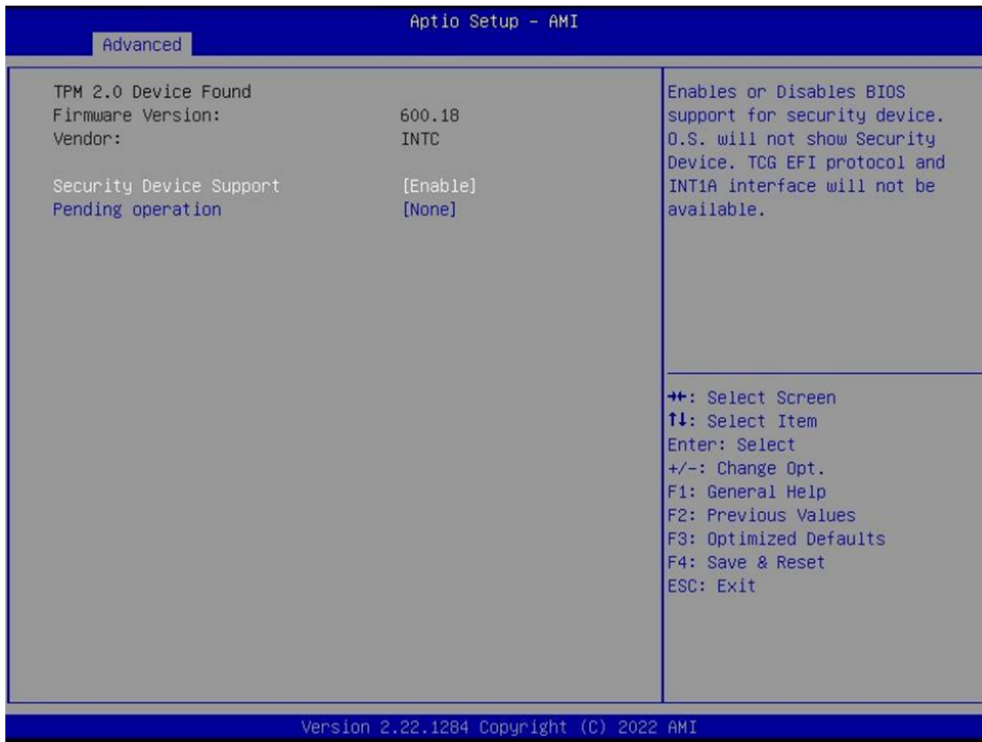 Aptio Setup - AMI
Advanced
TPM 2.0 Device Found
Firmware Version: 600.18
Vendor: INTC
Security Device Support [Enable]
Pending operation [None]
Enables or Disables BIOS
support for security device.
O.S. will not show Security
Device. TCG EFI protocol and
INT1A interface will not be
available.
→←: Select Screen
↑↓: Select Item
Enter: Select
+/-: Change Opt.
F1: General Help
F2: Previous Values
F3: Optimized Defaults
F4: Save & Reset
ESC: Exit
Version 2.22.1284 Copyright (C) 2022 AMI